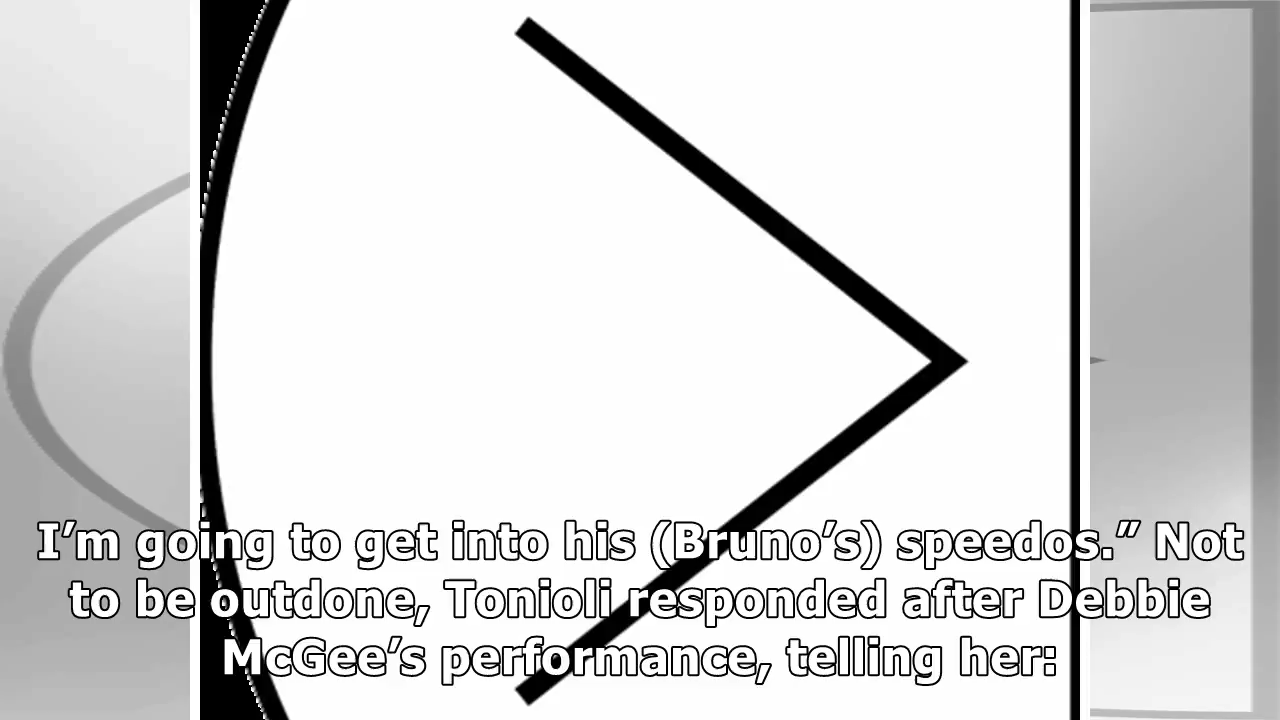 I’m going to get into his (Bruno’s) speedos.” Not
to be outdone, Tonioli responded after Debbie
McGee’s performance, telling her: